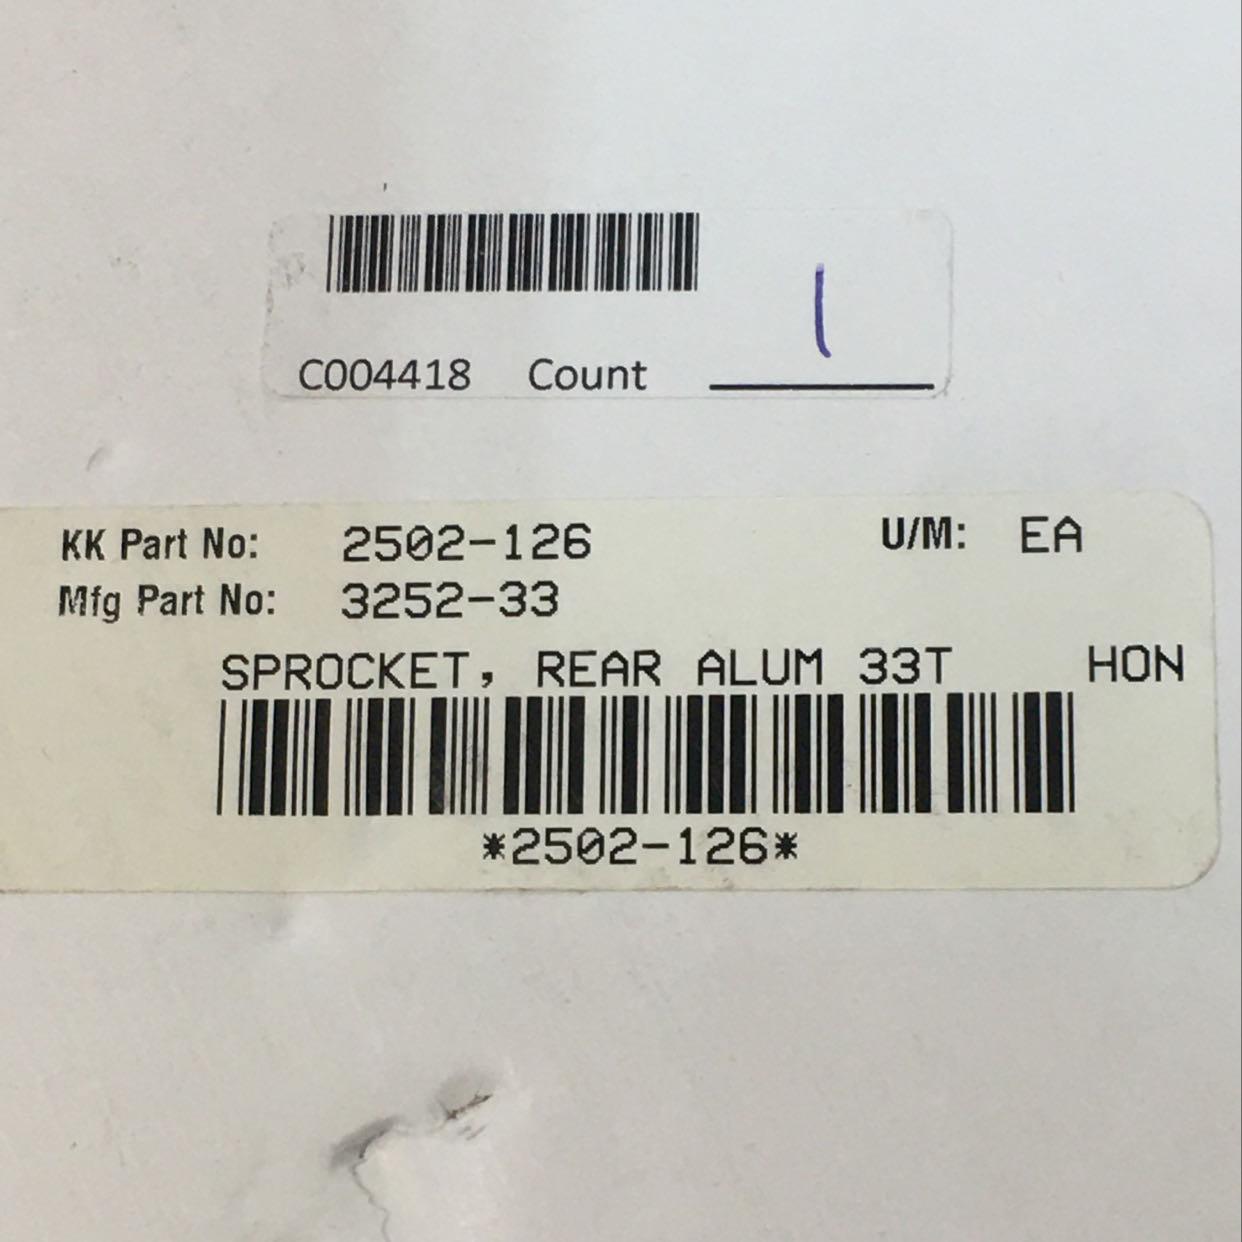 C004418 Count 1
KK Part No: 2502-126 U/M: EA
Mfg Part No: 3252-33
SPROCKET, REAR ALUM 33T HON
*2502-126*